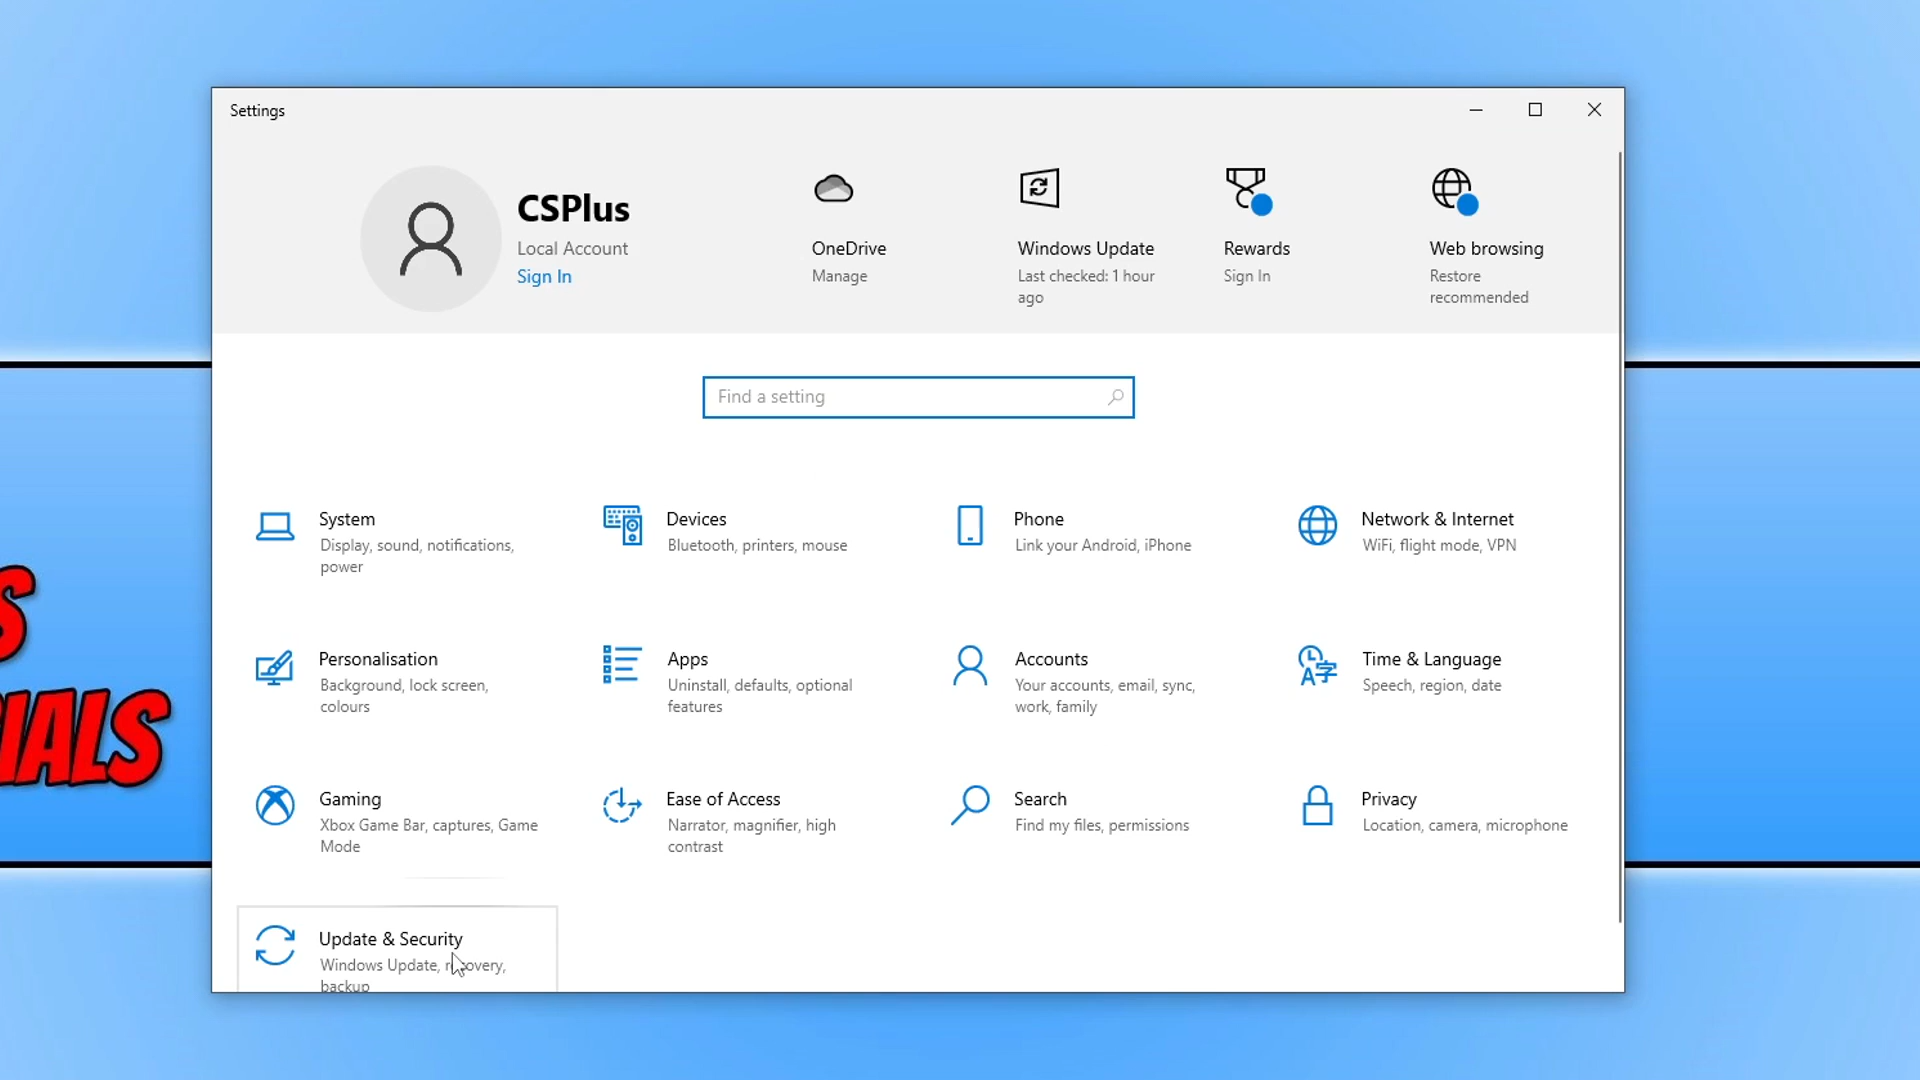 Settings
CSPlus
Local Account
Sign In
OneDrive
Manage
Windows Update
Last checked: 1 hour
ago
Rewards
Sign In
Web browsing
Restore
recommended
Find a setting
System
Display, sound, notifications,
power
Devices
Bluetooth, printers, mouse
Phone
Link your Android, iPhone
Network & Internet
WiFi, flight mode, VPN
Personalisation
Background, lock screen,
colours
Apps
Uninstall, defaults, optional
features
Accounts
Your accounts, email, sync,
work, family
Time & Language
Speech, region, date
Gaming
Xbox Game Bar, captures, Game
Mode
Ease of Access
Narrator, magnifier, high
contrast
Search
Find my files, permissions
Privacy
Location, camera, microphone
Update & Security
Windows Update, recovery,
backup
S
IALS